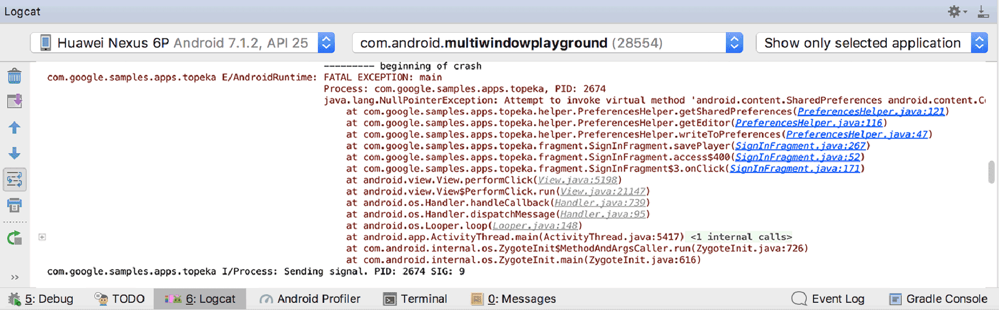 Logcat
Huawei Nexus 6P Android 7.1.2, API 25 com.android.multiwindowplayground (28554) Show only selected application
--------- beginning of crash
com.google.samples.apps.topeka E/AndroidRuntime: FATAL EXCEPTION: main
Process: com.google.samples.apps.topeka, PID: 2674
java.lang.NullPointerException: Attempt to invoke virtual method 'android.content.SharedPreferences android.content.Co
at com.google.samples.apps.topeka.helper.PreferencesHelper.getSharedPreferences(PreferencesHelper.java:121)
at com.google.samples.apps.topeka.helper.PreferencesHelper.getEditor(PreferencesHelper.java:116)
at com.google.samples.apps.topeka.helper.PreferencesHelper.writeToPreferences(PreferencesHelper.java:47)
at com.google.samples.apps.topeka.fragment.SignInFragment.savePlayer(SignInFragment.java:267)
at com.google.samples.apps.topeka.fragment.SignInFragment.access$400(SignInFragment.java:52)
at com.google.samples.apps.topeka.fragment.SignInFragment$3.onClick(SignInFragment.java:171)
at android.view.View.performClick(View.java:5198)
at android.view.View$PerformClick.run(View.java:21147)
at android.os.Handler.handleCallback(Handler.java:739)
at android.os.Handler.dispatchMessage(Handler.java:95)
at android.os.Looper.loop(Looper.java:148)
at android.app.ActivityThread.main(ActivityThread.java:5417) <1 internal calls>
at com.android.internal.os.ZygoteInit$MethodAndArgsCaller.run(ZygoteInit.java:726)
at com.android.internal.os.ZygoteInit.main(ZygoteInit.java:616)
com.google.samples.apps.topeka I/Process: Sending signal. PID: 2674 SIG: 9
5: Debug TODO 6: Logcat Android Profiler Terminal 0: Messages Event Log Gradle Console